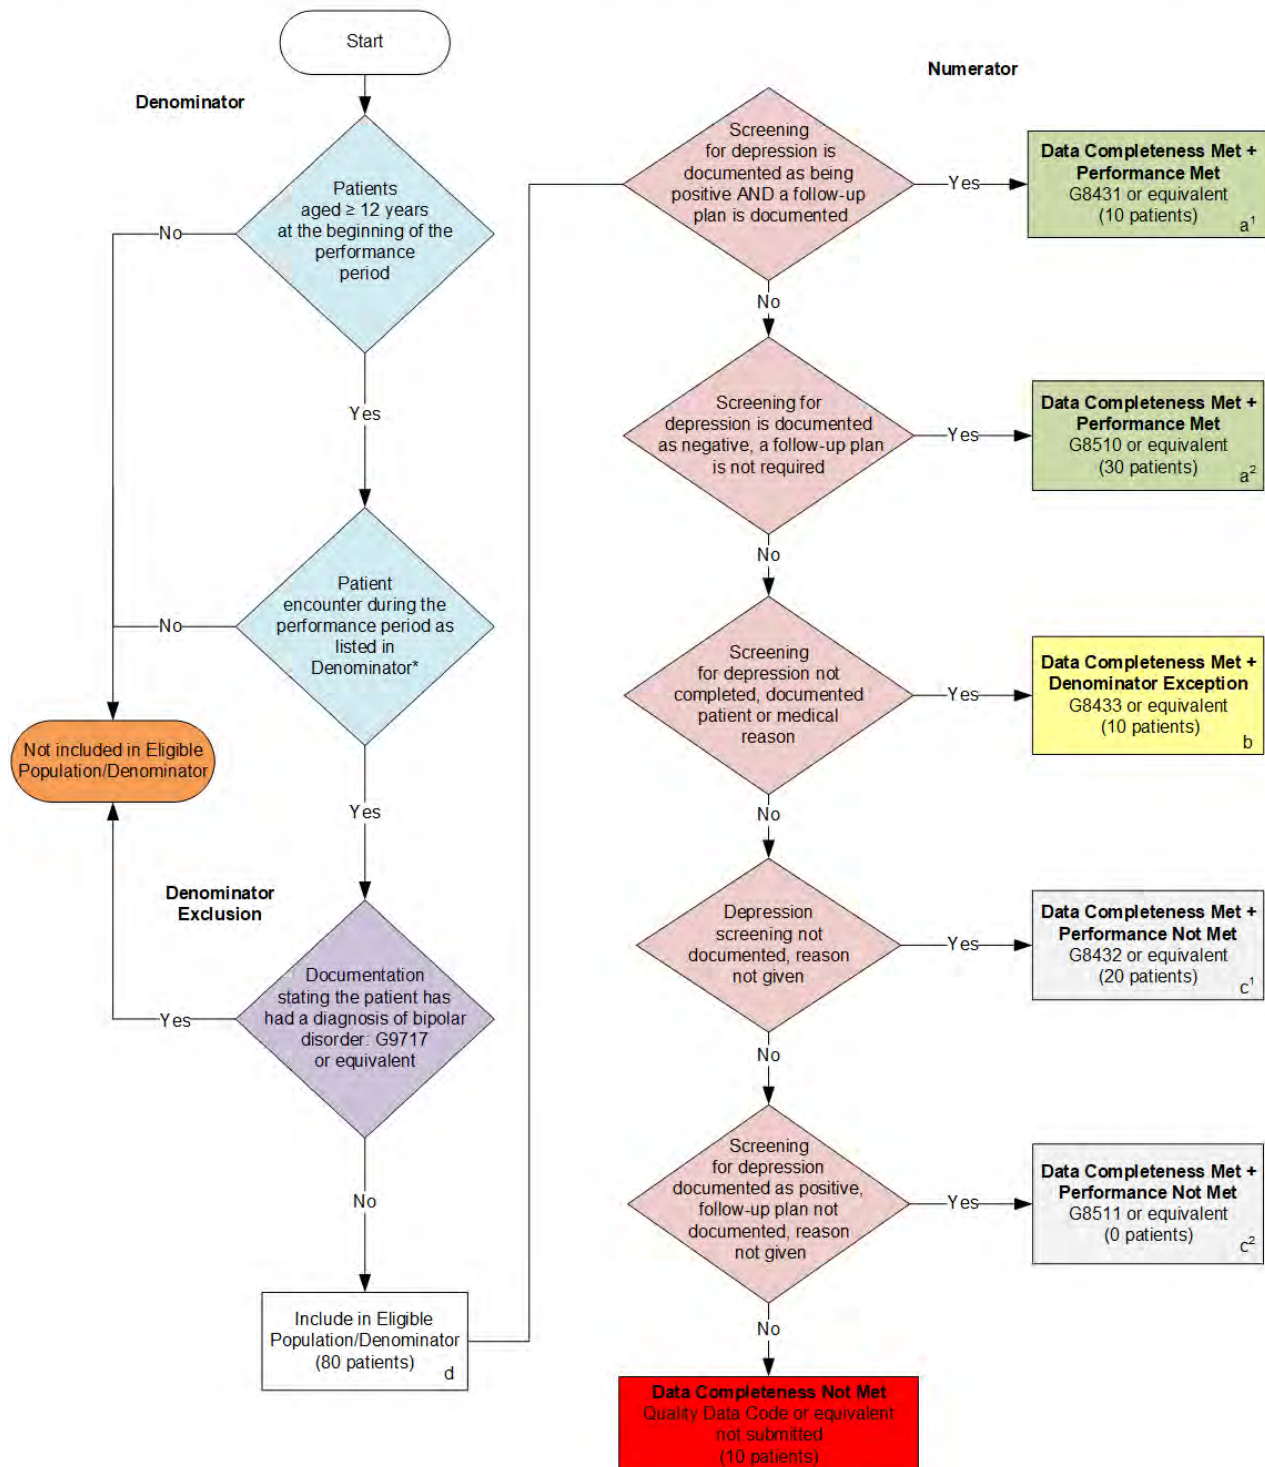 Start
Denominator
Patients
aged ≥ 12 years
at the beginning of the
performance
period
No
Yes
Patient
encounter during the
performance period as
listed in
Denominator*
No
Not included in Eligible
Population/Denominator
Yes
Denominator
Exclusion
Documentation
stating the patient has
had a diagnosis of bipolar
disorder: G9717
or equivalent
Yes
No
Include in Eligible
Population/Denominator
(80 patients)
d
Numerator
Screening
for depression is
documented as being
positive AND a follow-up
plan is documented
Yes
Data Completeness Met +
Performance Met
G8431 or equivalent
(10 patients)
a¹
No
Screening for
depression is documented
as negative, a follow-up plan
is not required
Yes
Data Completeness Met +
Performance Met
G8510 or equivalent
(30 patients)
a²
No
Screening
for depression not
completed, documented
patient or medical
reason
Yes
Data Completeness Met +
Denominator Exception
G8433 or equivalent
(10 patients)
b
No
Depression
screening not
documented, reason
not given
Yes
Data Completeness Met +
Performance Not Met
G8432 or equivalent
(20 patients)
c¹
No
Screening
for depression
documented as positive,
follow-up plan not
documented, reason
not given
Yes
Data Completeness Met +
Performance Not Met
G8511 or equivalent
(0 patients)
c²
No
Data Completeness Not Met
Quality Data Code or equivalent
not submitted
(10 patients)